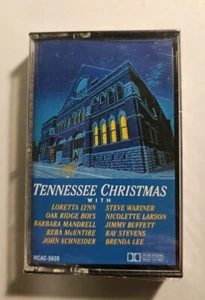 TENNESSEE CHRISTMAS
WITH
LORETTA LYNN STEVE WARINER
OAK RIDGE BOYS NICOLETTE LARSON
BARBARA MANDRELL JIMMY BUFFETT
REBA McENTIRE RAY STEVENS
JOHN SCHNEIDER BRENDA LEE
MCAC-5620